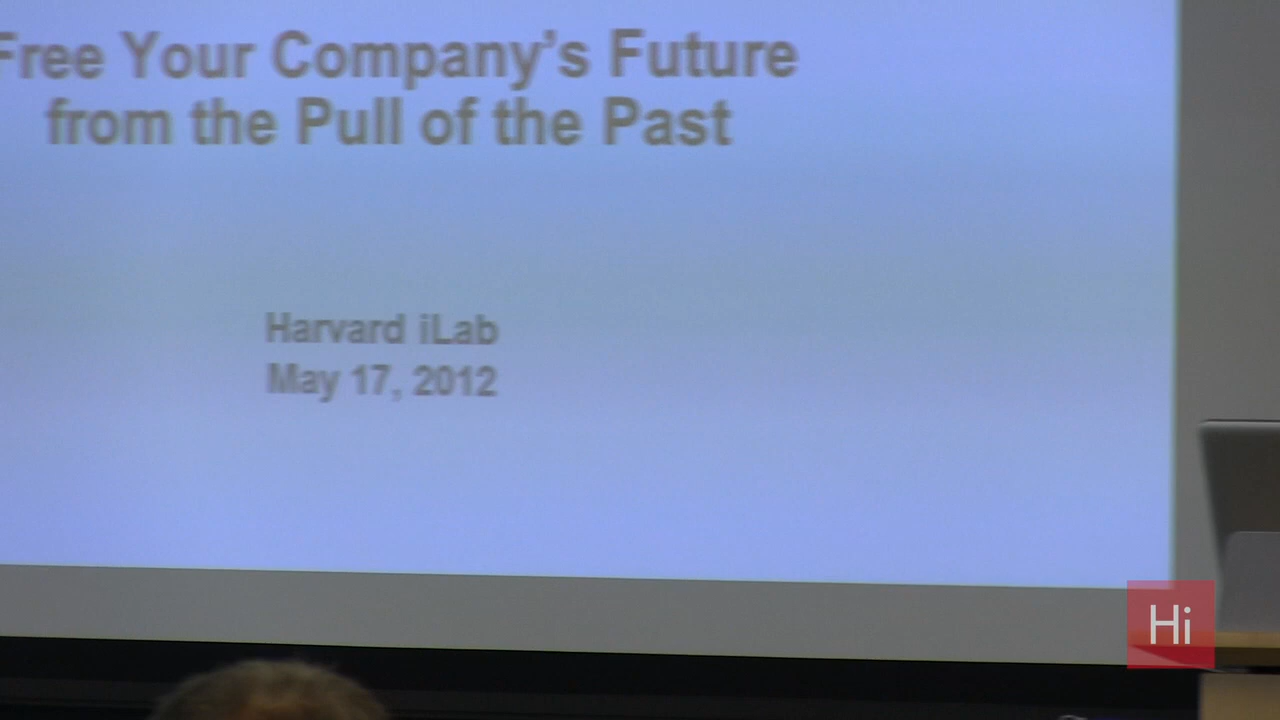 Free Your Company's Future
from the Pull of the Past
Harvard iLab
May 17, 2012
Hi